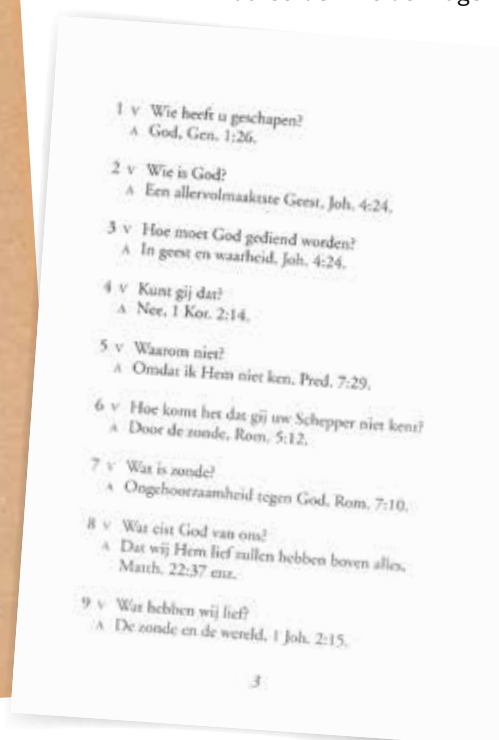 1 V Wie heeft u geschapen?
A God, Gen. 1:26.
2 V Wie is God?
A Een allervolmaaktste Geest, Joh. 4:24.
3 V Hoe moet God gediend worden?
A In geest en waarheid, Joh. 4:24.
4 V Kunt gij dat?
A Nee, 1 Kor. 2:14.
5 V Waarom niet?
A Omdat ik Hem niet ken, Pred. 7:29.
6 V Hoe komt het dat gij uw Schepper niet kent?
A Door de zonde, Rom. 5:12.
7 V Wat is zonde?
A Ongehoorzaamheid tegen God, Rom. 7:10.
8 V Wat eist God van ons?
A Dat wij Hem lief zullen hebben boven alles,
Matth. 22:37 enz.
9 V Wat hebben wij lief?
A De zonde en de wereld, 1 Joh. 2:15.
3